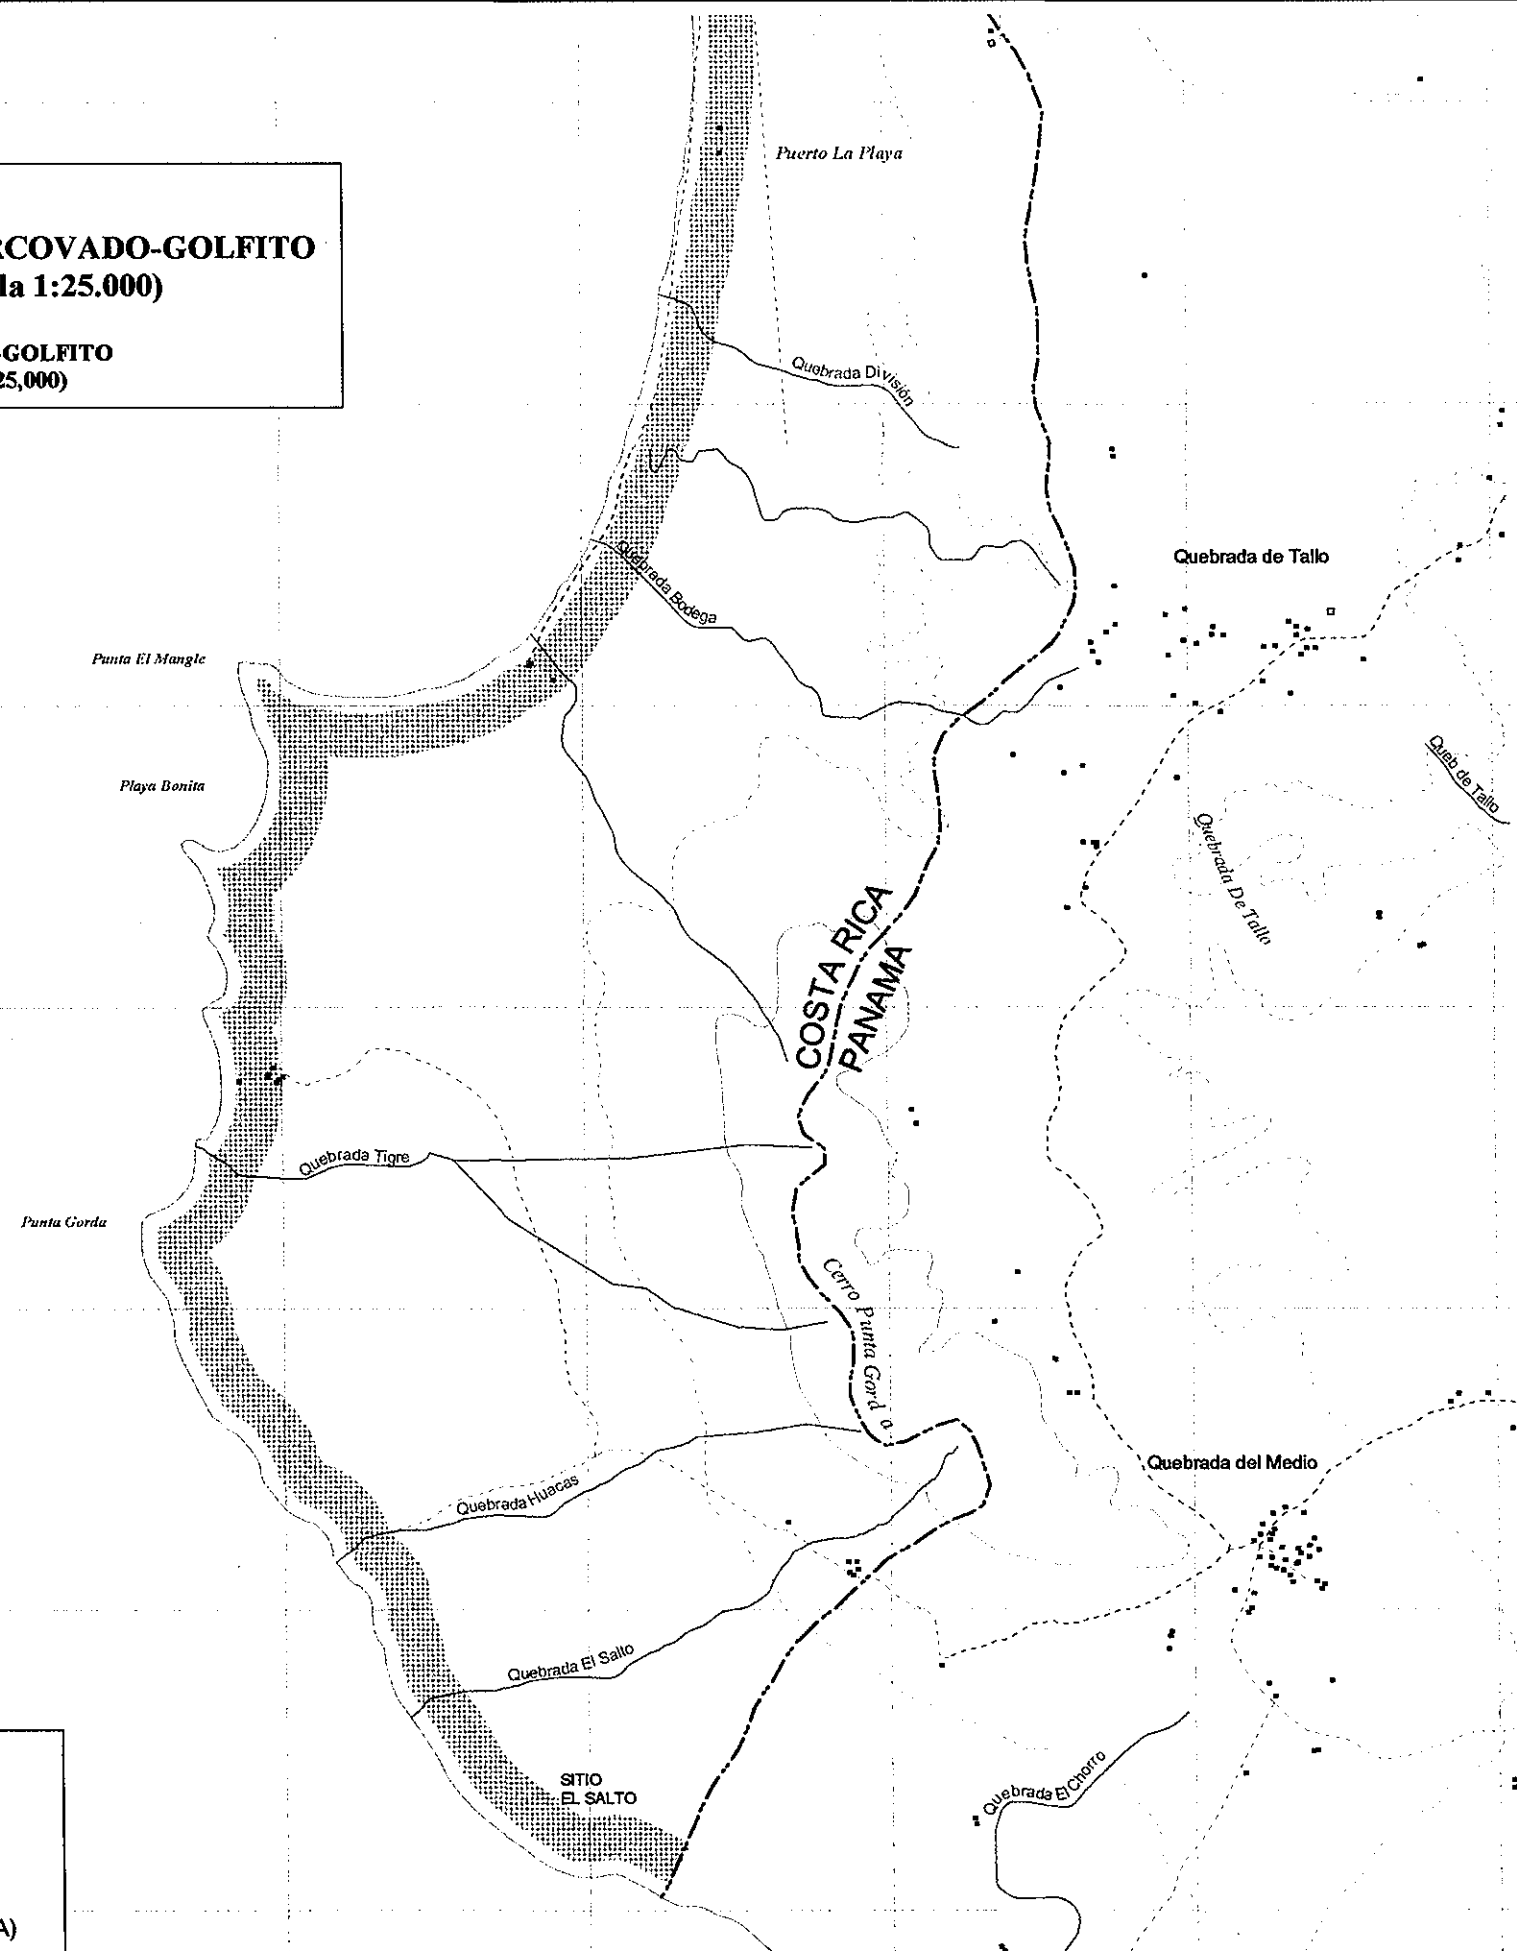 Puerto La Playa
RCOVADO-GOLFITO
la 1:25.000)
-GOLFITO
25,000)
Quebrada División
Quebrada de Tallo
Quebrada Bodega
Punta El Mangle
Playa Bonita
Queb de Tallo
Quebrada De Tallo
COSTA RICA
PANAMA
Quebrada Tigre
Punta Gorda
Cerro Punta Gord a
Quebrada del Medio
Quebrada Huacas
Quebrada El Salto
SITIO
EL SALTO
Quebrada El Chorro
A)